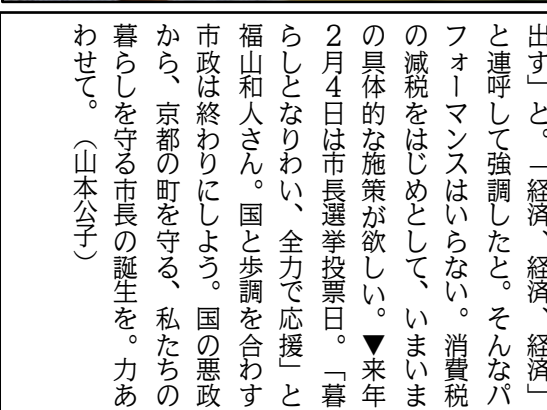 出す」と。「経済、経済、経済」
と連呼して強調したと。そんなパ
フォーマンスはいらない。消費税
の減税をはじめとして、いまいま
の具体的な施策が欲しい。▼来年
2月4日は市長選挙投票日。「暮
らしとなりわい、全力で応援」と
福山和人さん。国と歩調を合わす
市政は終わりにしよう。国の悪政
から、京都の町を守る、私たちの
暮らしを守る市長の誕生を。力あ
わせて。（山本公子）